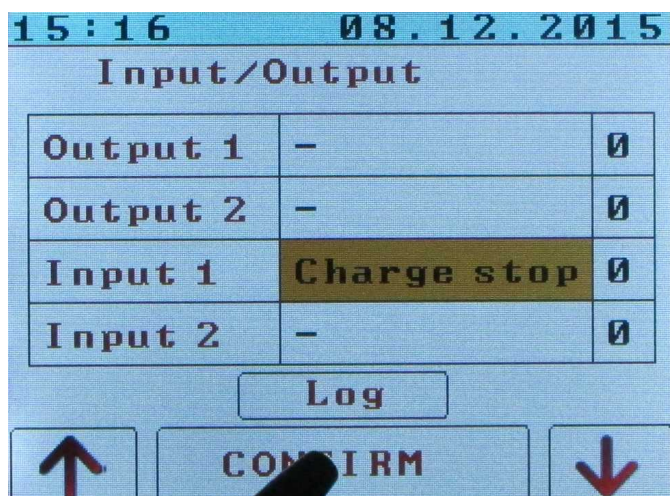 15:16 08.12.2015
Input/Output
Output 1 - 0
Output 2 - 0
Input 1 Charge stop 0
Input 2 - 0
Log
CONFIRM